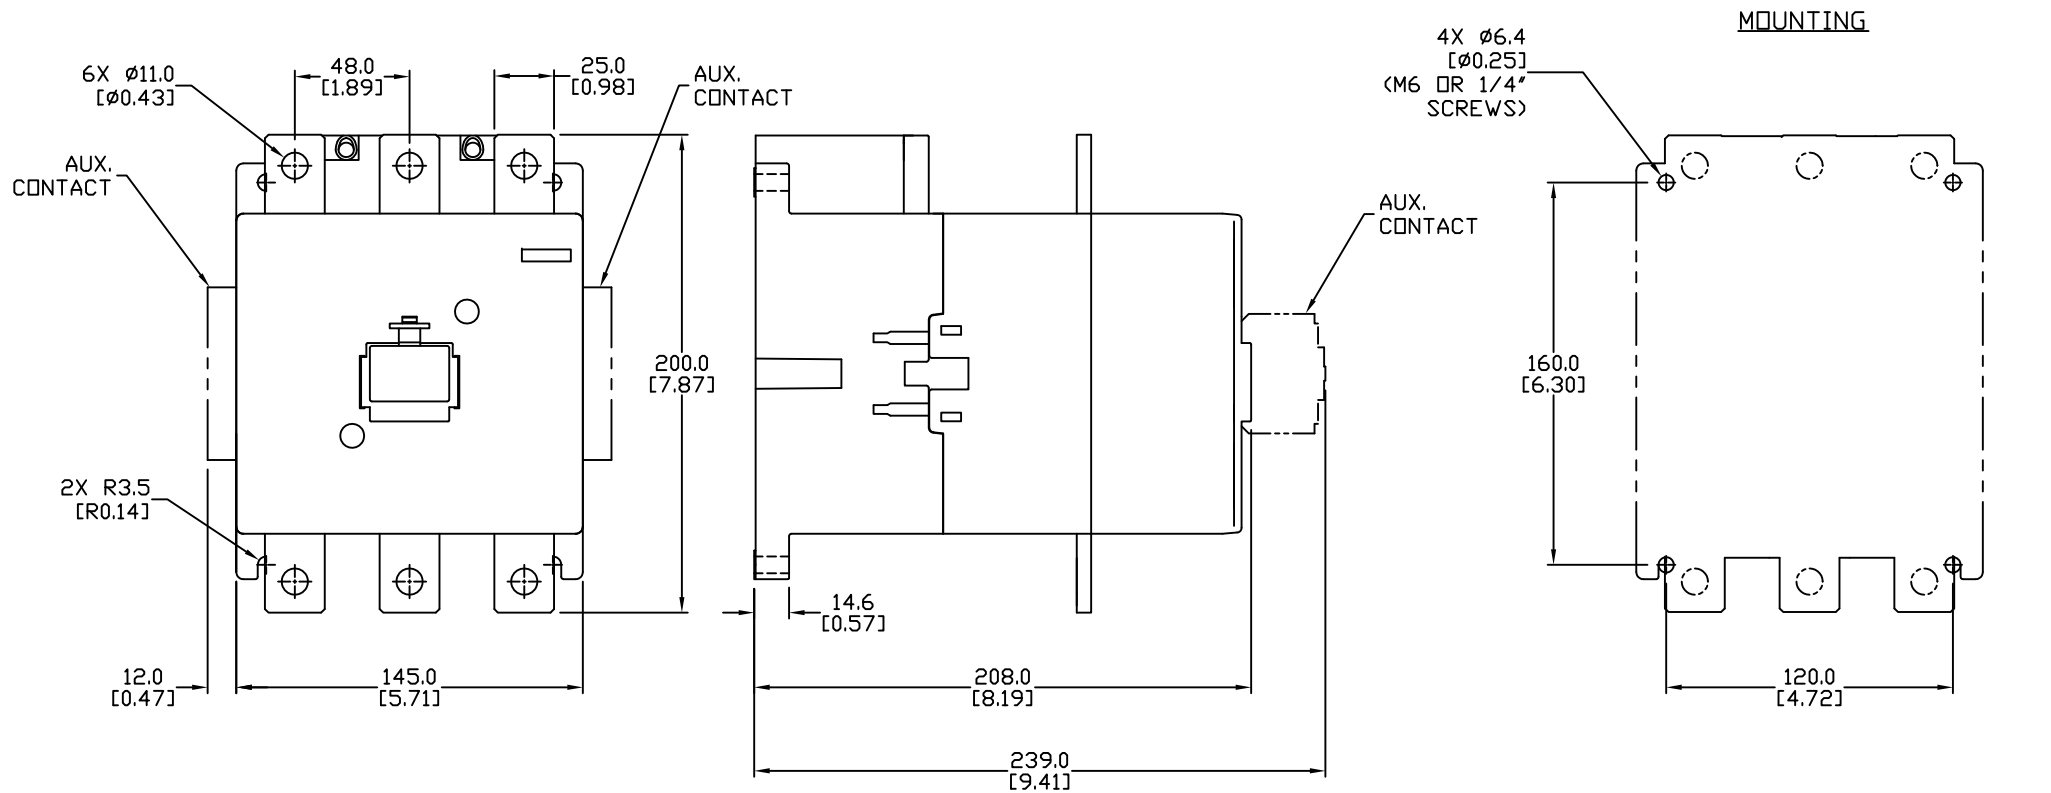 MOUNTING
4X Ø6.4
[Ø0.25]
(M6 OR 1/4"
SCREWS)
6X Ø11.0
[Ø0.43]
48.0
[1.89]
25.0
[0.98]
AUX.
CONTACT
AUX.
CONTACT
AUX.
CONTACT
200.0
[7.87]
160.0
[6.30]
2X R3.5
[R0.14]
14.6
[0.57]
12.0
[0.47]
145.0
[5.71]
208.0
[8.19]
120.0
[4.72]
239.0
[9.41]